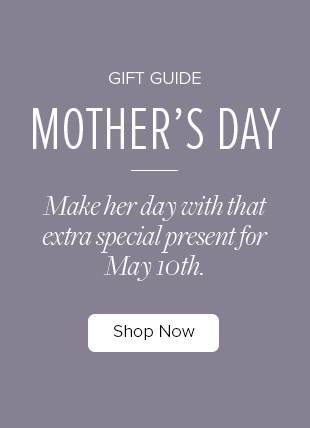 GIFT GUIDE
MOTHER’S DAY
Make her day with that
extra special present for
May 10th.
Shop Now